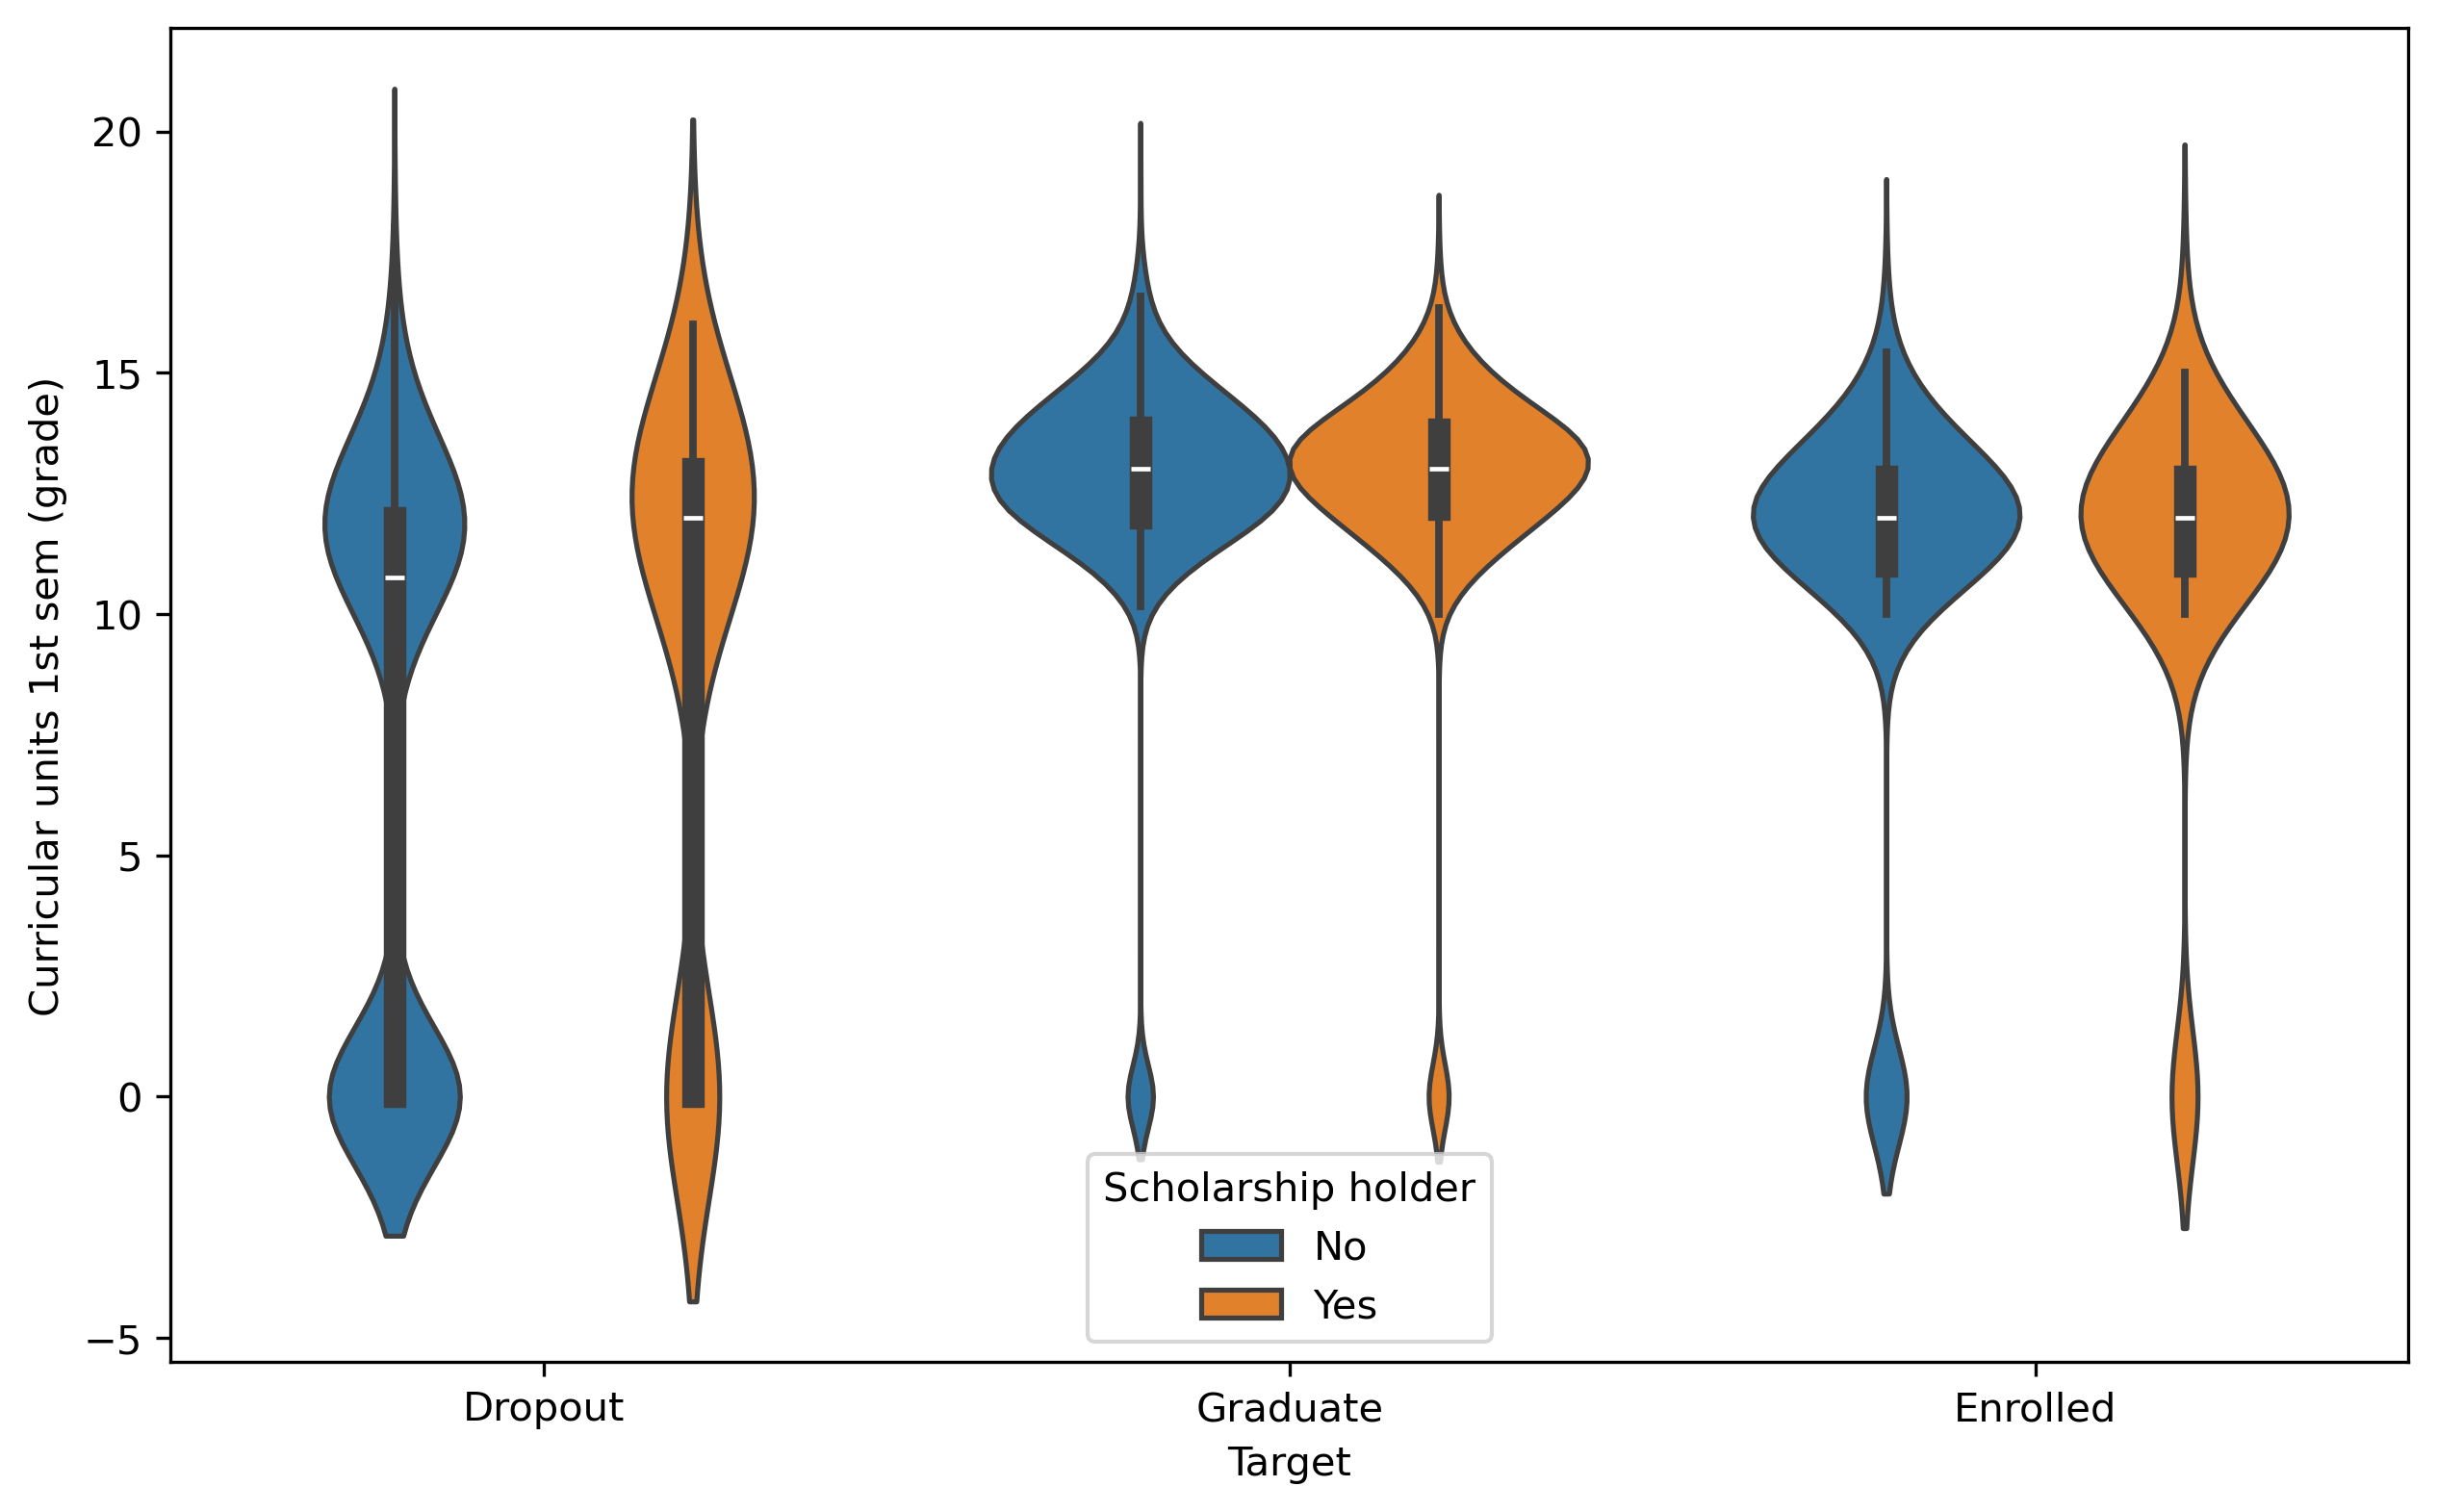 Curricular units 1st sem (grade)
20
15
10
5
0
−5
Scholarship holder
No
Yes
Dropout
Graduate
Enrolled
Target